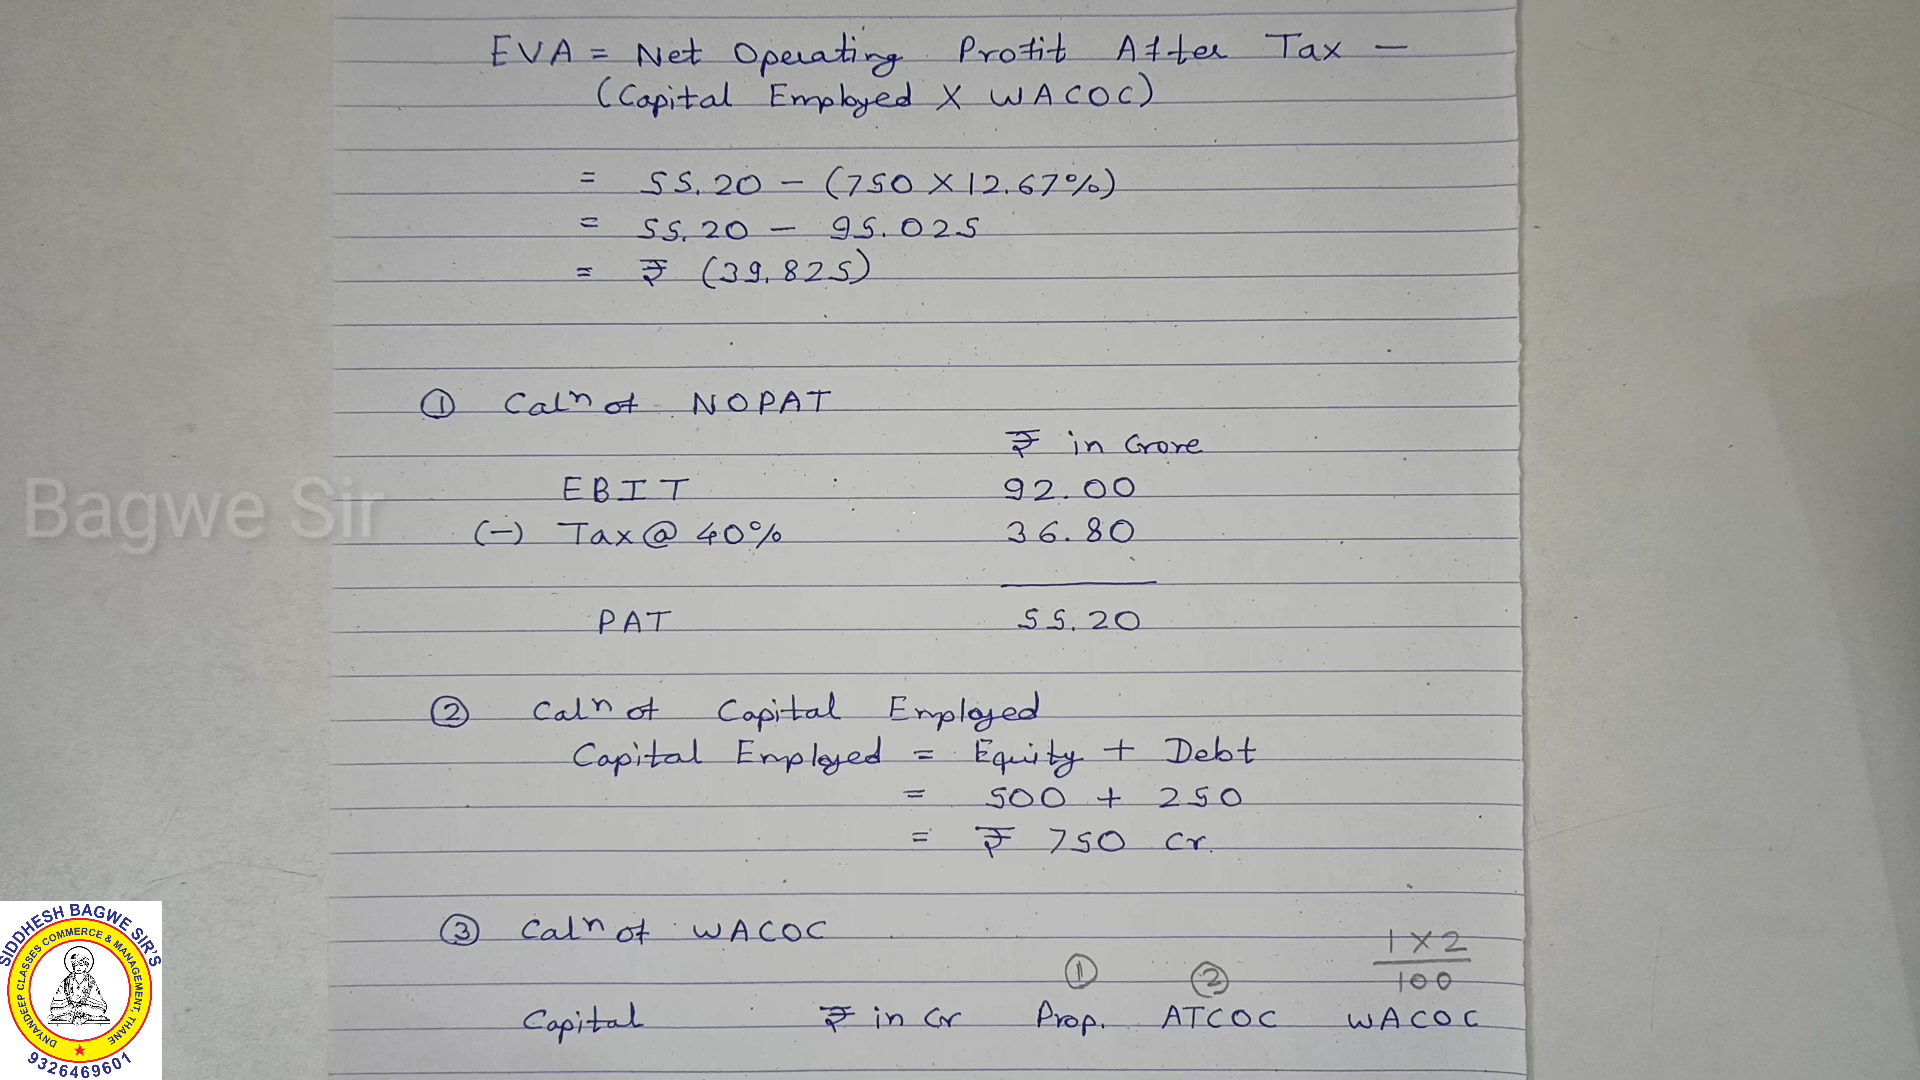 EVA = Net Operating Profit After Tax -
(Capital Employed X WACOC)
= 55.20 - (750 X 12.67%)
= 55.20 - 95.025
= ₹ (39.825)
① Calⁿ of NOPAT
₹ in Crore
EBIT 92.00
(-) Tax @ 40% 36.80
PAT 55.20
② Calⁿ of Capital Employed
Capital Employed = Equity + Debt
= 500 + 250
= ₹ 750 Cr.
③ Calⁿ of WACOC
1 X 2
① ② 100
Capital ₹ in Cr Prop. ATCOC WACOC
Bagwe Sir
SIDDHESH BAGWE SIR'S
DNYANDEEP CLASSES COMMERCE & MANAGEMENT, THANE
9326469601